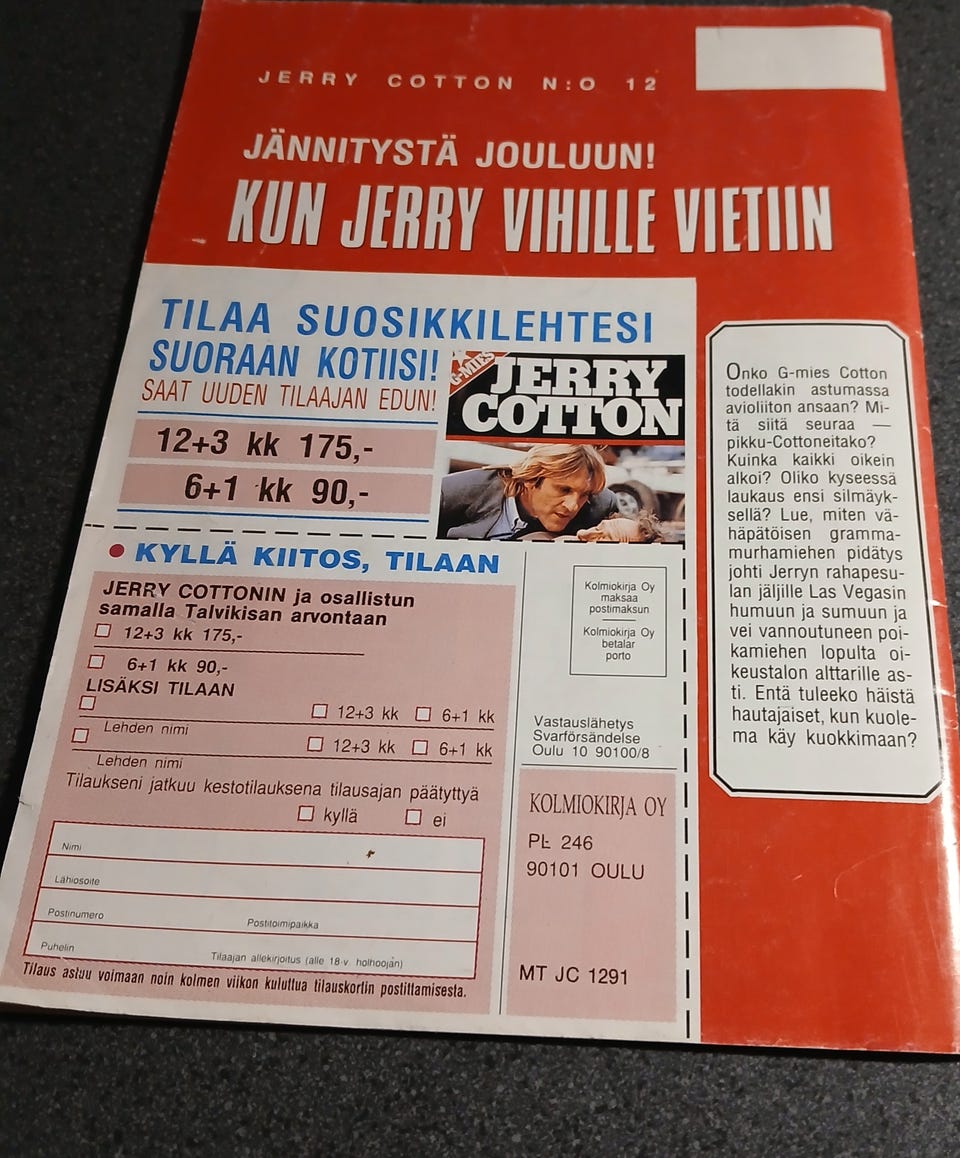 JERRY COTTON N:O 12
JÄNNITYSTÄ JOULUUN!
KUN JERRY VIHILLE VIETIIN
TILAA SUOSIKKILEHTESI
SUORAAN KOTIISI!
SAAT UUDEN TILAAJAN EDUN!
12+3 kk 175,-
6+1 kk 90,-
G-MIES
JERRY
COTTON
KYLLÄ KIITOS, TILAAN
JERRY COTTONIN ja osallistun
samalla Talvikisan arvontaan
12+3 kk 175,-
6+1 kk 90,-
LISÄKSI TILAAN
12+3 kk 6+1 kk
Lehden nimi
12+3 kk 6+1 kk
Lehden nimi
Tilaukseni jatkuu kestotilauksena tilausajan päätyttyä
kyllä ei
Nimi
Lähiosoite
Postinumero Postitoimipaikka
Puhelin Tilaajan allekirjoitus (alle 18-v. holhoojan)
Tilaus astuu voimaan noin kolmen viikon kuluttua tilauskortin postittamisesta.
Kolmiokirja Oy
maksaa
postimaksun
Kolmiokirja Oy
betalar
porto
Vastauslähetys
Svarförsändelse
Oulu 10 90100/8
KOLMIOKIRJA OY
PL 246
90101 OULU
MT JC 1291
Onko G-mies Cotton
todellakin astumassa
avioliiton ansaan? Mi-
tä siitä seuraa —
pikku-Cottoneitako?
Kuinka kaikki oikein
alkoi? Oliko kyseessä
laukaus ensi silmäyk-
sellä? Lue, miten vä-
häpätöisen gramma-
murhamiehen pidätys
johti Jerryn rahapesu-
lan jäljille Las Vegasin
humuun ja sumuun ja
vei vannoutuneen poi-
kamiehen lopulta oi-
keustalon alttarille as-
ti. Entä tuleeko häistä
hautajaiset, kun kuole-
ma käy kuokkimaan?